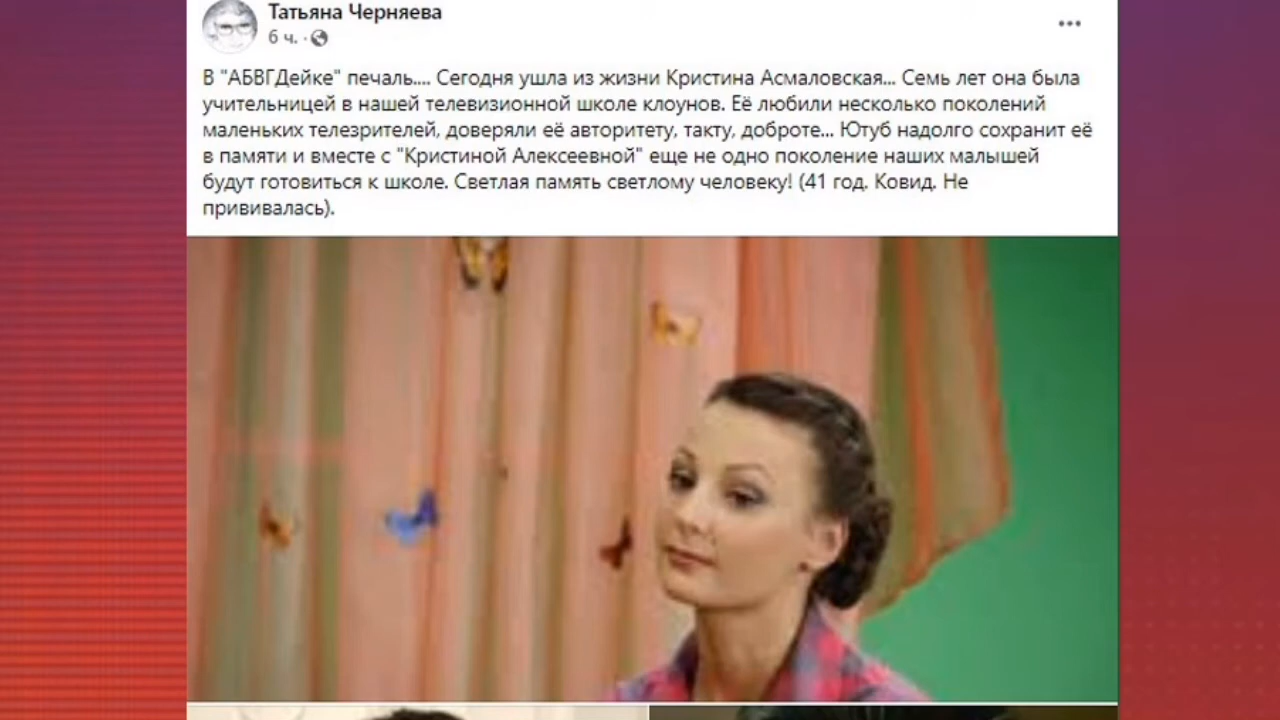 Татьяна Черняева
6 ч. ·
В "АБВГДейке" печаль.... Сегодня ушла из жизни Кристина Асмаловская... Семь лет она была
учительницей в нашей телевизионной школе клоунов. Её любили несколько поколений
маленьких телезрителей, доверяли её авторитету, такту, доброте... Ютуб надолго сохранит её
в памяти и вместе с "Кристиной Алексеевной" еще не одно поколение наших малышей
будут готовиться к школе. Светлая память светлому человеку! (41 год. Ковид. Не
прививалась).